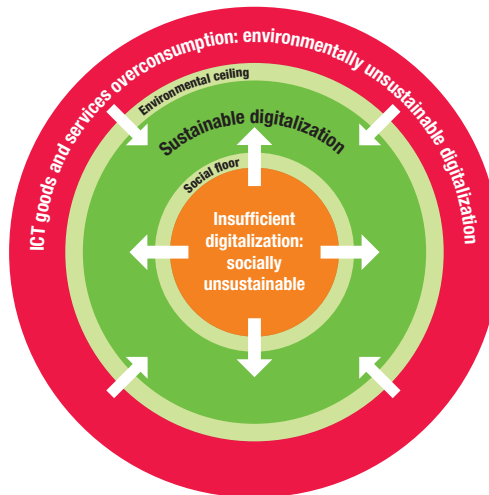 ICT goods and services overconsumption: environmentally unsustainable digitalization
Environmental ceiling
Sustainable digitalization
Social floor
Insufficient
digitalization:
socially
unsustainable